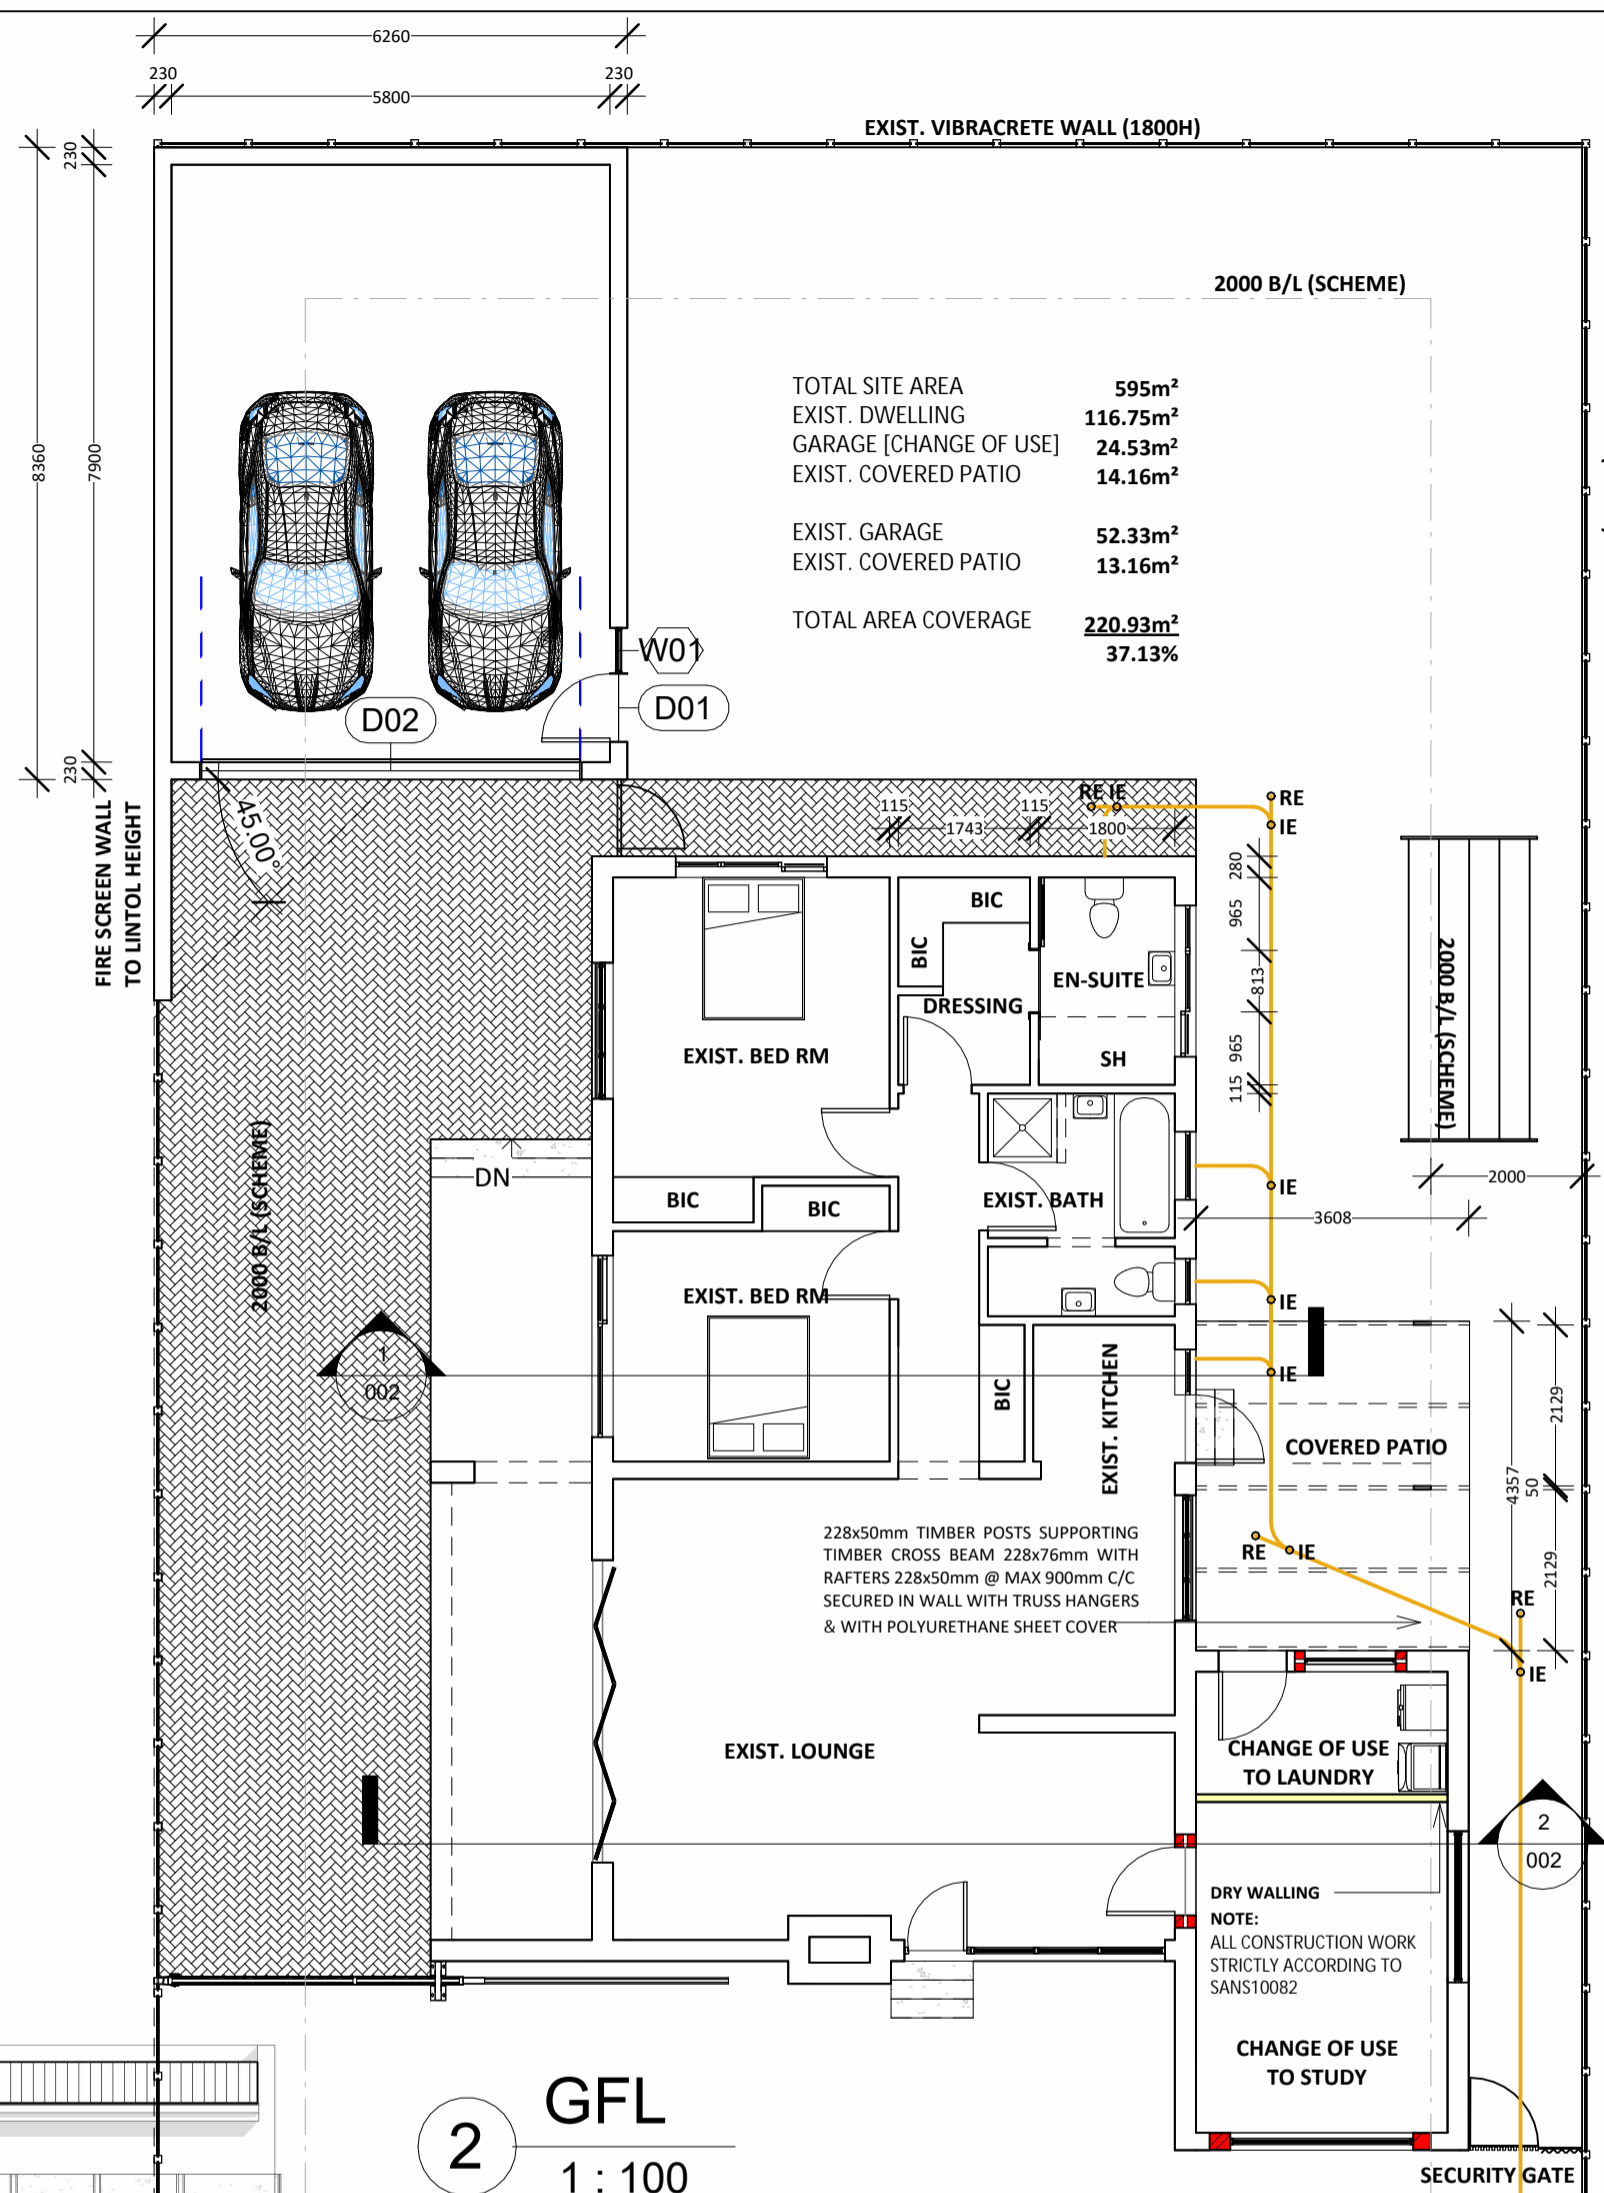 6260
230
230
5800
EXIST. VIBRACRETE WALL (1800H)
230
8360
7900
230
2000 B/L (SCHEME)
TOTAL SITE AREA 595m²
EXIST. DWELLING 116.75m²
GARAGE [CHANGE OF USE] 24.53m²
EXIST. COVERED PATIO 14.16m²
EXIST. GARAGE 52.33m²
EXIST. COVERED PATIO 13.16m²
TOTAL AREA COVERAGE 220.93m²
37.13%
W01
D01
D02
FIRE SCREEN WALL
TO LINTOL HEIGHT
45.00°
115
1743
115
1800
RE IE
RE
IE
280
965
813
965
115
2000 B/L (SCHEME)
2000
3608
BIC
BIC
EN-SUITE
DRESSING
SH
EXIST. BED RM
DN
BIC
BIC
EXIST. BATH
IE
2000 B/L (SCHEME)
EXIST. BED RM
IE
1
002
BIC
EXIST. KITCHEN
IE
COVERED PATIO
2129
4357
50
2129
228x50mm TIMBER POSTS SUPPORTING
TIMBER CROSS BEAM 228x76mm WITH
RAFTERS 228x50mm @ MAX 900mm C/C
SECURED IN WALL WITH TRUSS HANGERS
& WITH POLYURETHANE SHEET COVER
RE
IE
RE
IE
EXIST. LOUNGE
CHANGE OF USE
TO LAUNDRY
2
002
DRY WALLING
NOTE:
ALL CONSTRUCTION WORK
STRICTLY ACCORDING TO
SANS10082
CHANGE OF USE
TO STUDY
SECURITY GATE
2
GFL
1 : 100